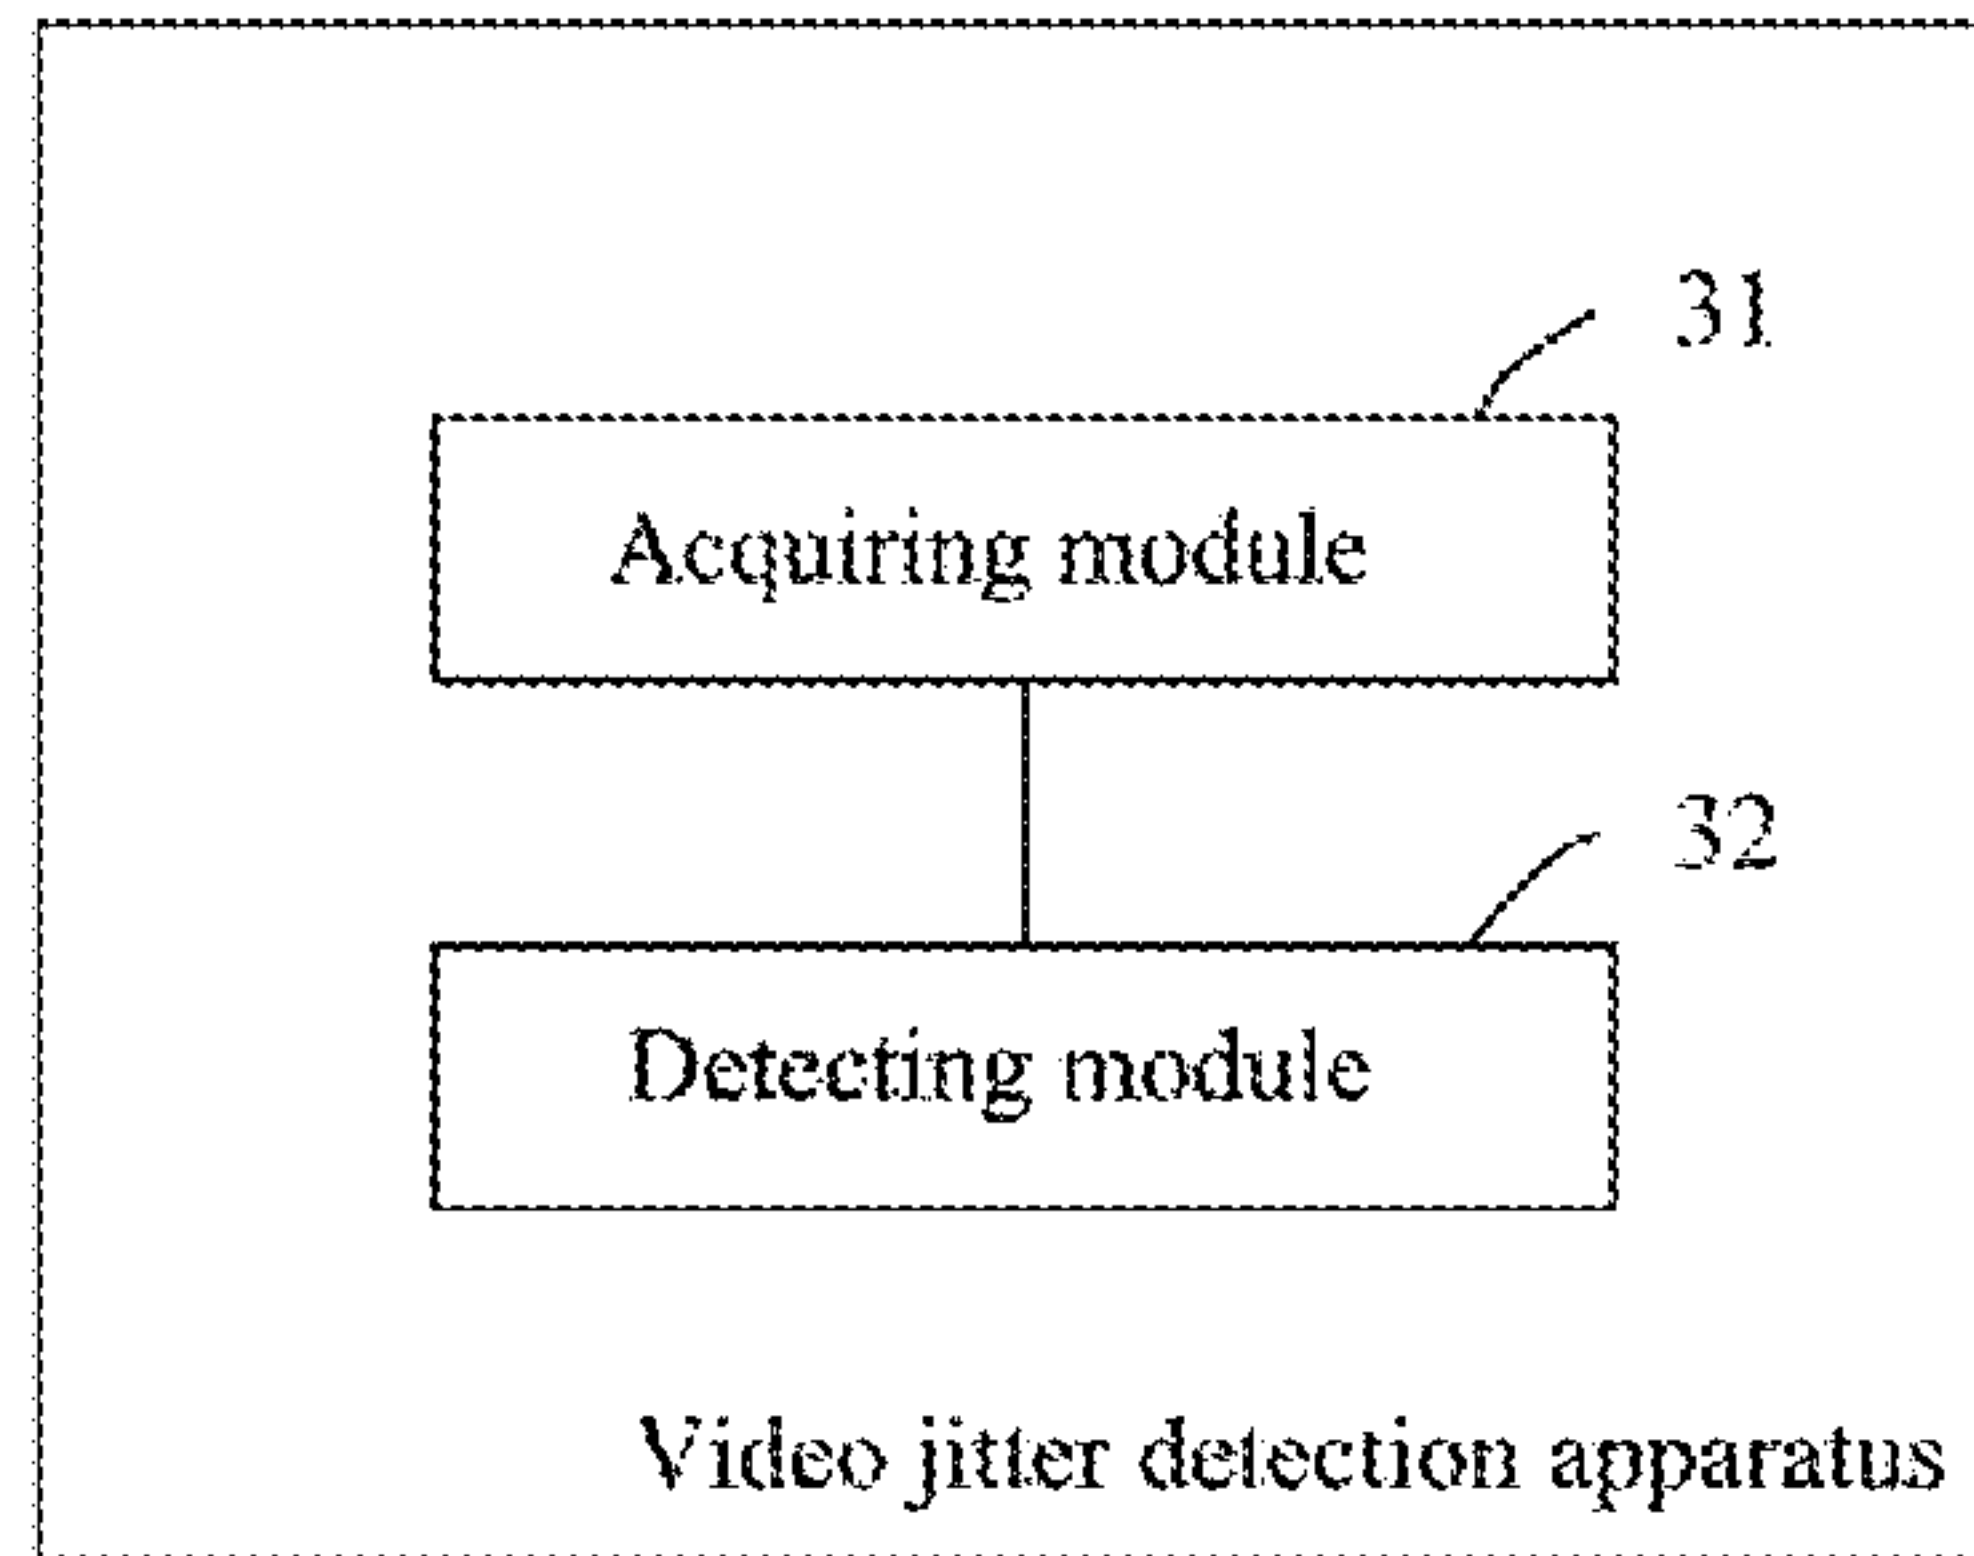 31
Acquiring module
32
Detecting module
Video jitter detection apparatus